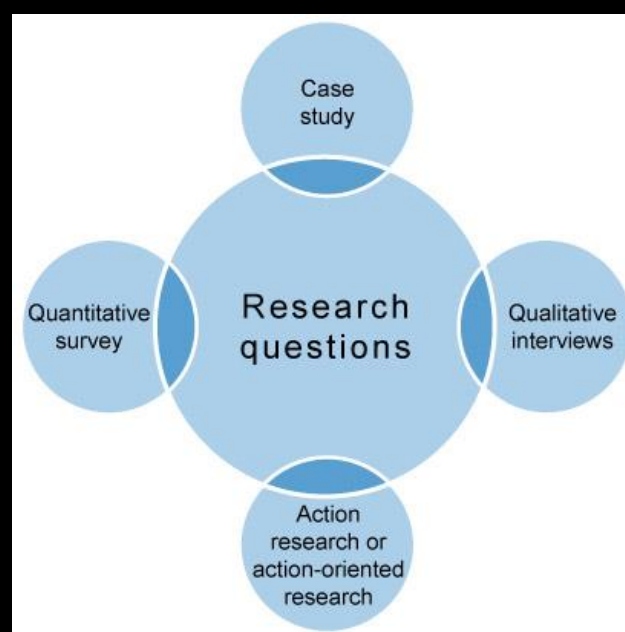 Case
study
Quantitative
survey
Research
questions
Qualitative
interviews
Action
research or
action-oriented
research